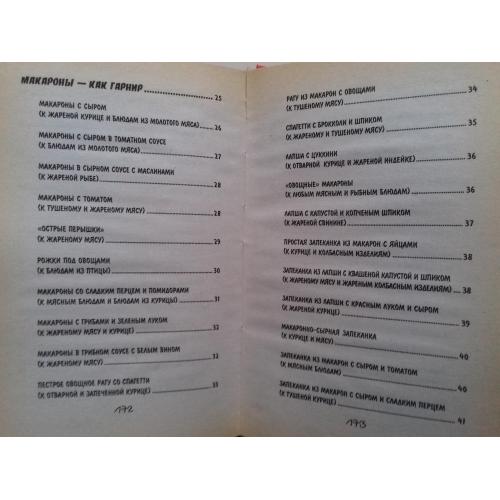 МАКАРОНЫ — КАК ГАРНИР ..................... 25
МАКАРОНЫ С СЫРОМ
(К ЖАРЕНОЙ КУРИЦЕ И БЛЮДАМ ИЗ МОЛОТОГО МЯСА) ........ 26
МАКАРОНЫ С СЫРОМ В ТОМАТНОМ СОУСЕ
(К БЛЮДАМ ИЗ МОЛОТОГО МЯСА) ..................... 27
МАКАРОНЫ В СЫРНОМ СОУСЕ С МАСЛИНАМИ
(К ЖАРЕНОЙ РЫБЕ) ..................... 28
МАКАРОНЫ С ТОМАТОМ
(К ТУШЕНОМУ И ЖАРЕНОМУ МЯСУ) ..................... 28
«ОСТРЫЕ ПЕРЫШКИ»
(К ЖАРЕНОМУ МЯСУ) ..................... 29
РОЖКИ ПОД ОВОЩАМИ
(К БЛЮДАМ ИЗ ПТИЦЫ) ..................... 30
МАКАРОНЫ СО СЛАДКИМ ПЕРЦЕМ И ПОМИДОРАМИ
(К МЯСНЫМ БЛЮДАМ И БЛЮДАМ ИЗ КУРИЦЫ) ............ 31
МАКАРОНЫ С ГРИБАМИ И ЗЕЛЕНЫМ ЛУКОМ
(К ЖАРЕНОМУ МЯСУ И КУРИЦЕ) ..................... 32
МАКАРОНЫ В ГРИБНОМ СОУСЕ С БЕЛЫМ ВИНОМ
(К ЖАРЕНОМУ МЯСУ) ..................... 33
ПЕСТРОЕ ОВОЩНОЕ РАГУ СО СПАГЕТТИ
(К ОТВАРНОЙ И ЗАПЕЧЕННОЙ КУРИЦЕ) ..................... 33
172
РАГУ ИЗ МАКАРОН С ОВОЩАМИ
(К ТУШЕНОМУ МЯСУ) ..................... 34
СПАГЕТТИ С БРОККОЛИ И ШПИКОМ
(К ЖАРЕНОМУ И ТУШЕНОМУ МЯСУ) ..................... 35
ЛАПША С ЦУККИНИ
(К ОТВАРНОЙ КУРИЦЕ И ЖАРЕНОЙ ИНДЕЙКЕ) ............ 36
«ОВОЩНЫЕ» МАКАРОНЫ
(К ЛЮБЫМ МЯСНЫМ И РЫБНЫМ БЛЮДАМ) ............ 36
ЛАПША С КАПУСТОЙ И КОПЧЕНЫМ ШПИКОМ
(К ЖАРЕНОЙ СВИНИНЕ) ..................... 37
ПРОСТАЯ ЗАПЕКАНКА ИЗ МАКАРОН С ЯЙЦАМИ
(К КУРИЦЕ И КОЛБАСНЫМ ИЗДЕЛИЯМ) ..................... 38
ЗАПЕКАНКА ИЗ ЛАПШИ С КВАШЕНОЙ КАПУСТОЙ И ШПИКОМ
(К ЖАРЕНОМУ МЯСУ И ЖАРЕНЫМ КОЛБАСНЫМ ИЗДЕЛИЯМ) ...... 38
ЗАПЕКАНКА ИЗ ЛАПШИ С КРАСНЫМ ЛУКОМ И СЫРОМ
(К ЖАРЕНОЙ КУРИЦЕ) ..................... 39
МАКАРОННО-СЫРНАЯ ЗАПЕКАНКА
(К КУРИЦЕ И МЯСУ) ..................... 40
ЗАПЕКАНКА ИЗ МАКАРОН С СЫРОМ И ТОМАТОМ
(К МЯСНЫМ БЛЮДАМ) ..................... 40
ЗАПЕКАНКА ИЗ МАКАРОН С СЫРОМ И СЛАДКИМ ПЕРЦЕМ
(К ТУШЕНОЙ КУРИЦЕ) ..................... 41
173